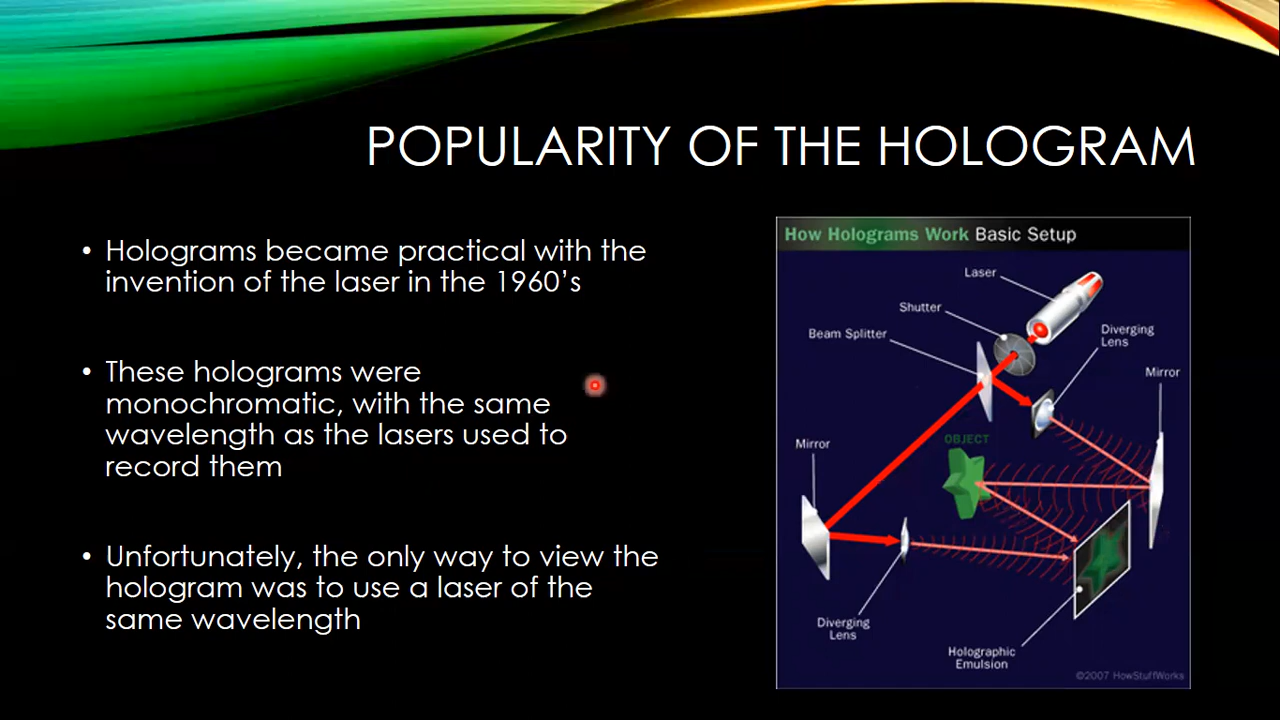 POPULARITY OF THE HOLOGRAM
• Holograms became practical with the
invention of the laser in the 1960’s
• These holograms were
monochromatic, with the same
wavelength as the lasers used to
record them
• Unfortunately, the only way to view the
hologram was to use a laser of the
same wavelength
How Holograms Work Basic Setup
Laser
Shutter
Beam Splitter
Diverging
Lens
Mirror
Mirror
OBJECT
Diverging
Lens
Holographic
Emulsion
©2007 HowStuffWorks